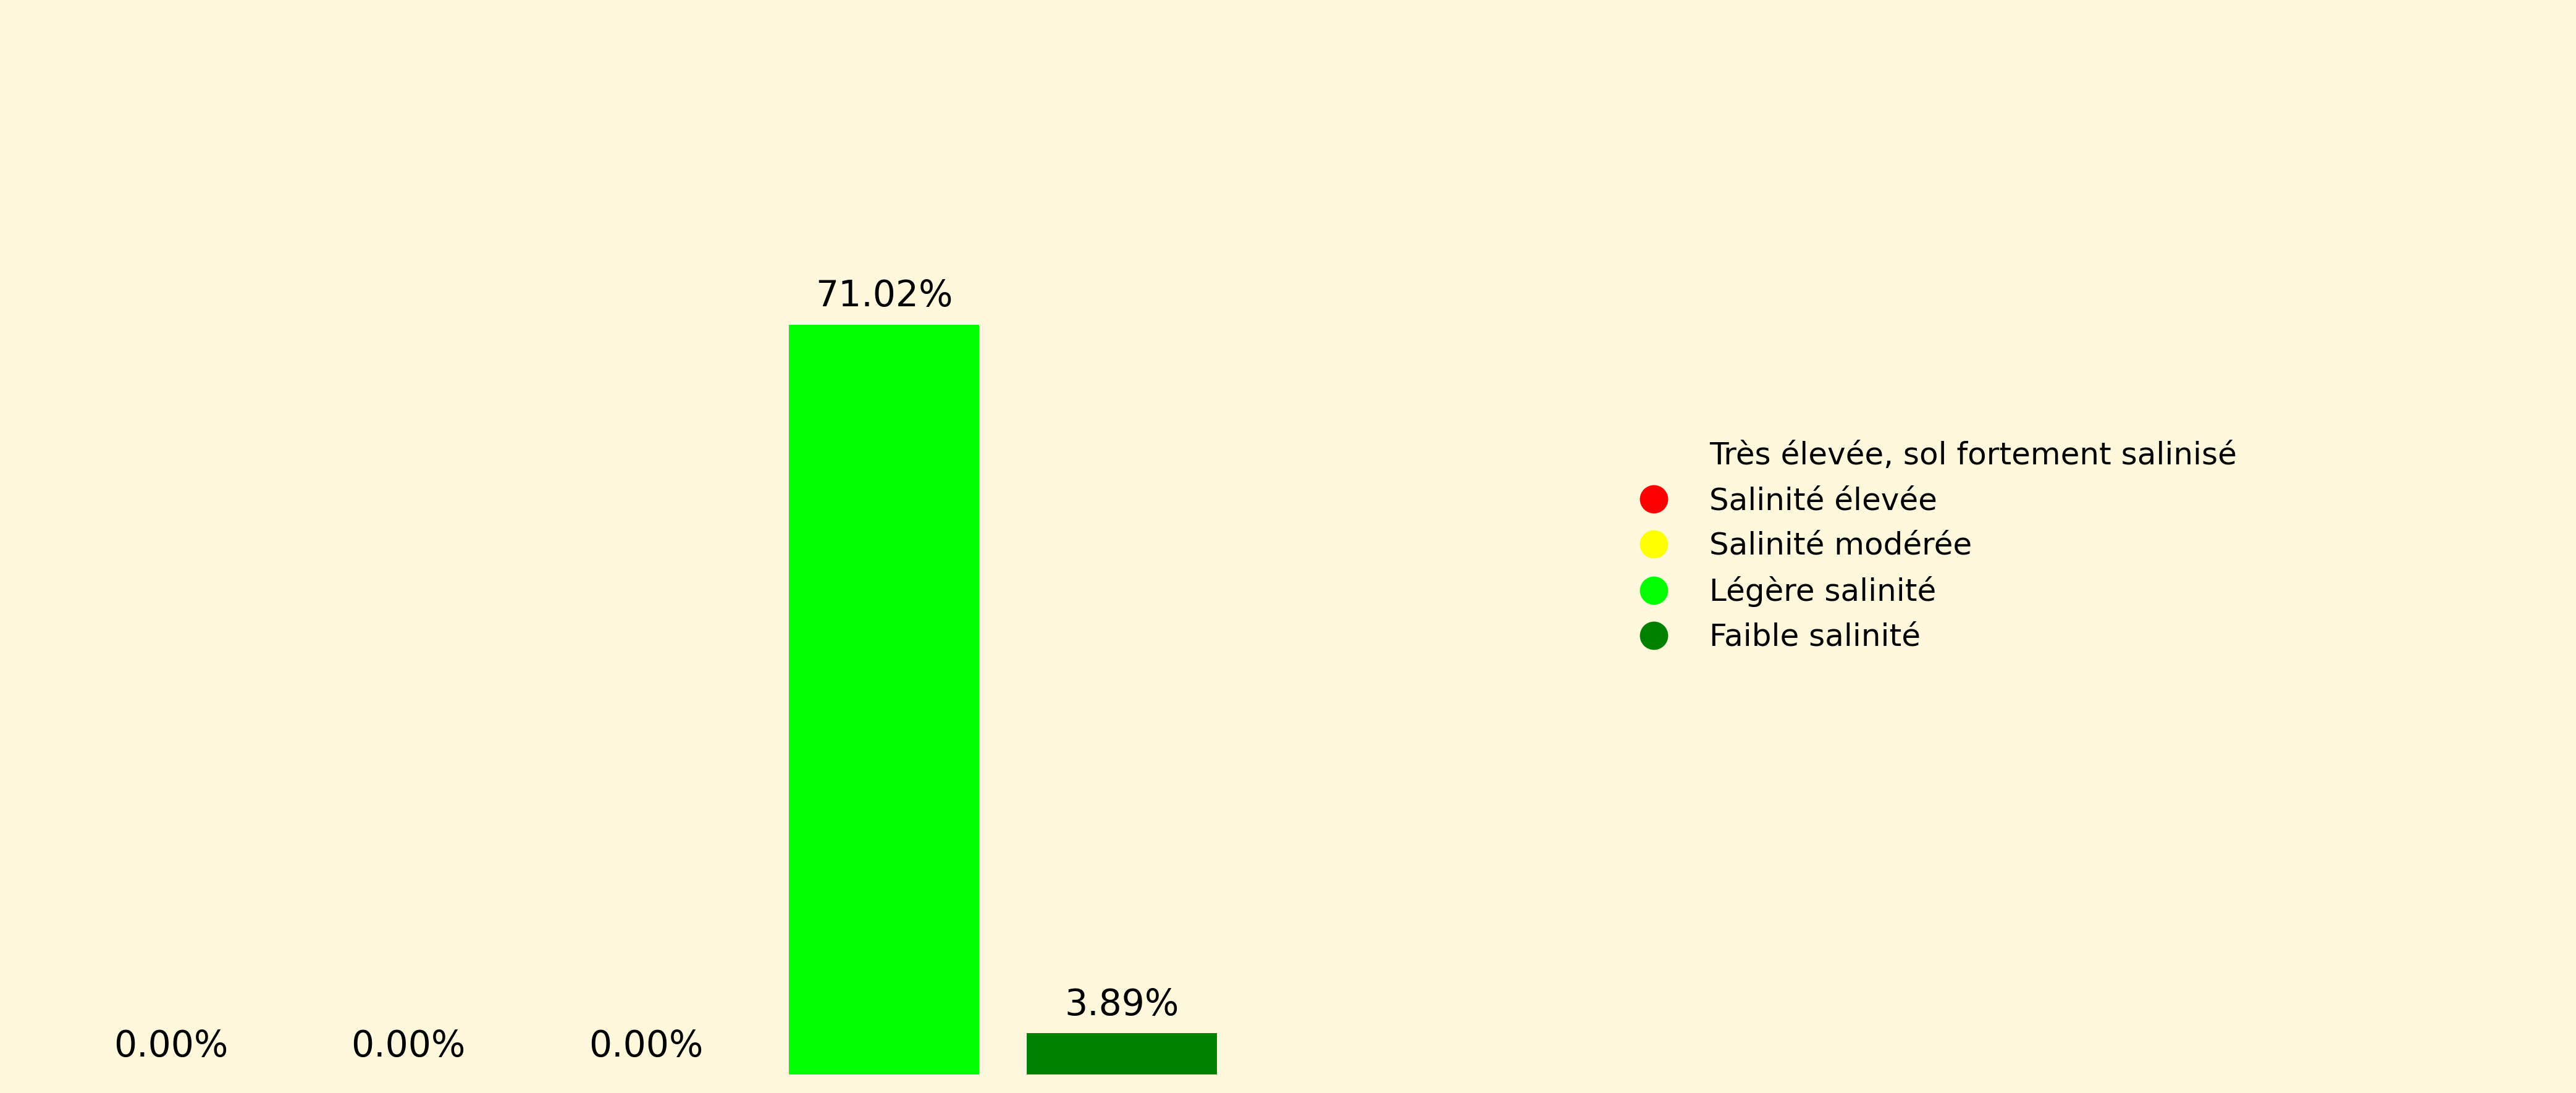 71.02%
3.89%
0.00%
0.00%
0.00%
Très élevée, sol fortement salinisé
Salinité élevée
Salinité modérée
Légère salinité
Faible salinité